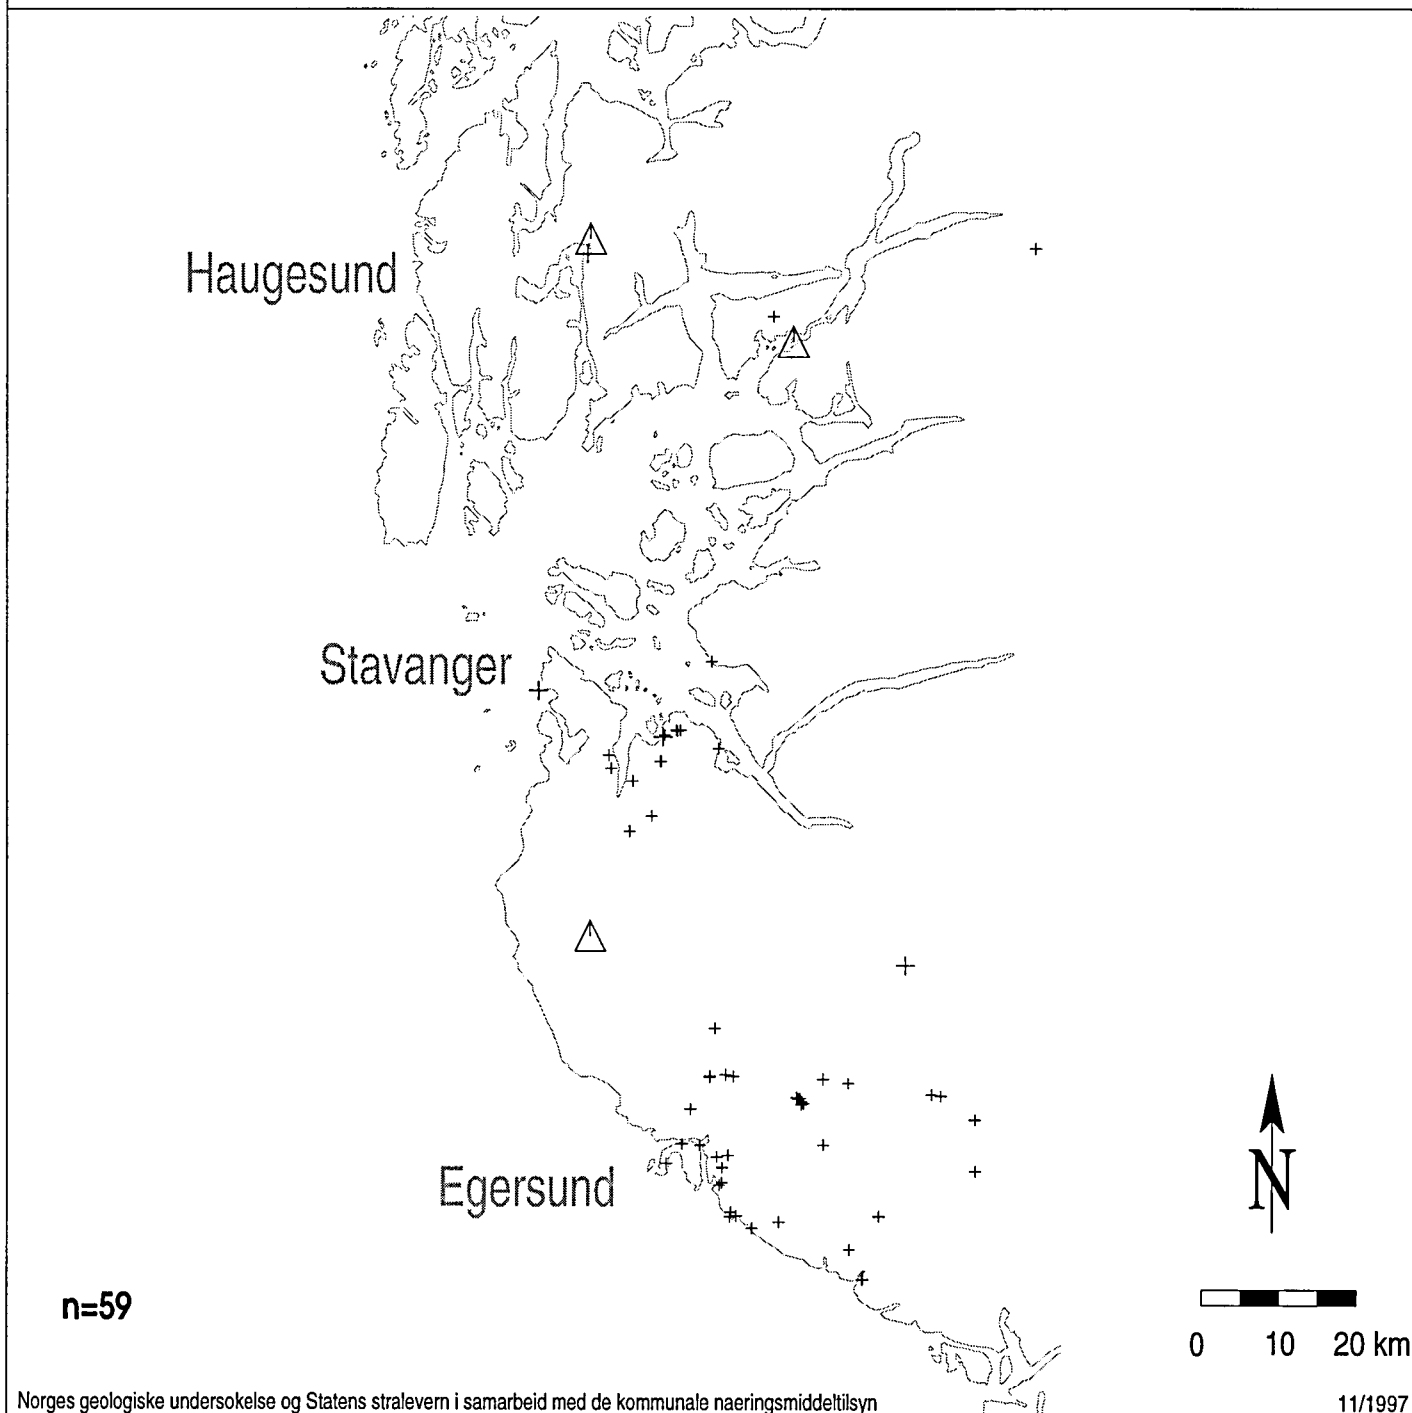 Haugesund
Stavanger
Egersund
N
n=59
0 10 20 km
Norges geologiske undersokelse og Statens stralevern i samarbeid med de kommunale naeringsmiddeltilsyn 11/1997